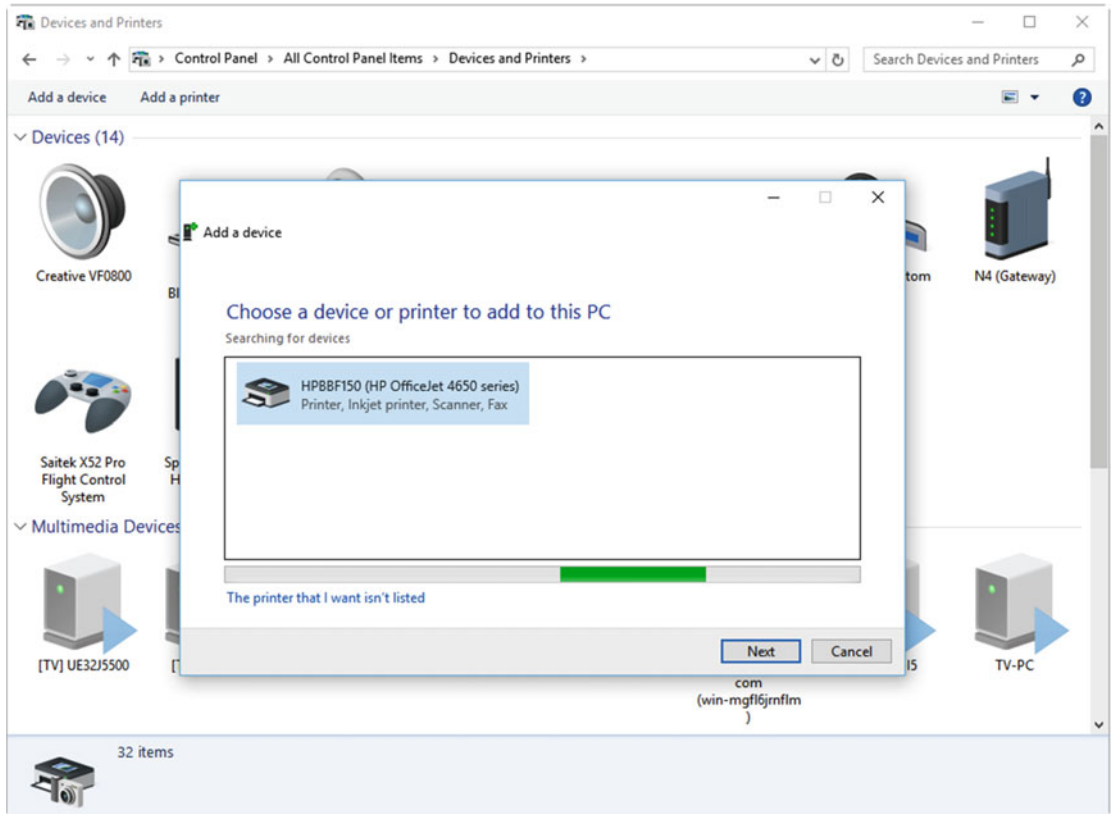 Devices and Printers
Control Panel > All Control Panel Items > Devices and Printers >
Search Devices and Printers
Add a device
Add a printer
Devices (14)
Creative VF0800
tom
N4 (Gateway)
Add a device
Choose a device or printer to add to this PC
Searching for devices
HPBBF150 (HP OfficeJet 4650 series)
Printer, Inkjet printer, Scanner, Fax
Saitek X52 Pro
Flight Control
System
Multimedia Devices
The printer that I want isn't listed
Next
Cancel
[TV] UE32J5500
I5
TV-PC
com
(win-mgfl6jrnflm
)
32 items